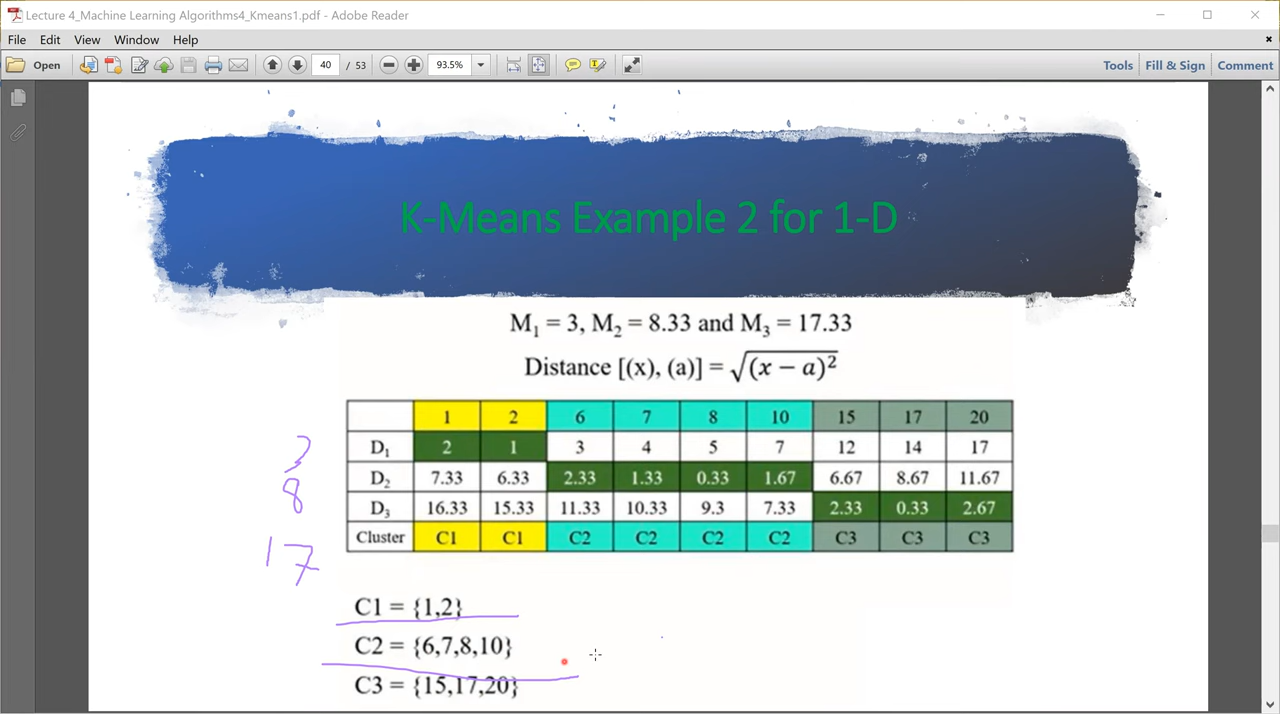 Lecture 4_Machine Learning Algorithms4_Kmeans1.pdf - Adobe Reader
File Edit View Window Help
Open 40 / 53 93.5% Tools Fill & Sign Comment
K-Means Example 2 for 1-D
M1 = 3, M2 = 8.33 and M3 = 17.33
Distance [(x), (a)] = √(x − a)²
1 2 6 7 8 10 15 17 20
D1 2 1 3 4 5 7 12 14 17
D2 7.33 6.33 2.33 1.33 0.33 1.67 6.67 8.67 11.67
D3 16.33 15.33 11.33 10.33 9.3 7.33 2.33 0.33 2.67
Cluster C1 C1 C2 C2 C2 C2 C3 C3 C3
3
8
17
C1 = {1,2}
C2 = {6,7,8,10}
C3 = {15,17,20}